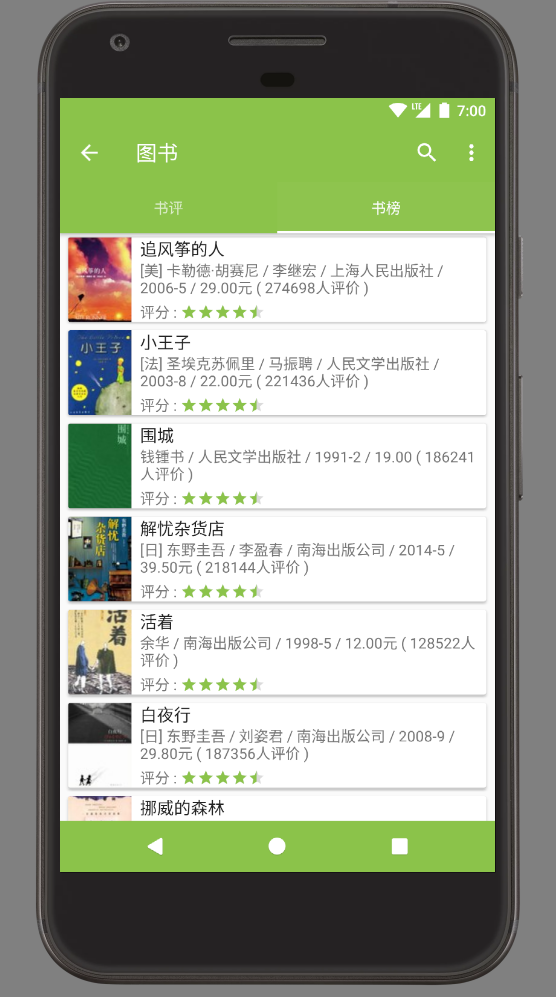 LTE 7:00
图书
书评 书榜
追风筝的人
[美] 卡勒德·胡赛尼 / 李继宏 / 上海人民出版社 /
2006-5 / 29.00元 ( 274698人评价 )
评分 :
小王子
[法] 圣埃克苏佩里 / 马振聘 / 人民文学出版社 /
2003-8 / 22.00元 ( 221436人评价 )
评分 :
围城
钱锺书 / 人民文学出版社 / 1991-2 / 19.00 ( 186241
人评价 )
评分 :
解忧杂货店
[日] 东野圭吾 / 李盈春 / 南海出版公司 / 2014-5 /
39.50元 ( 218144人评价 )
评分 :
活着
余华 / 南海出版公司 / 1998-5 / 12.00元 ( 128522人
评价 )
评分 :
白夜行
[日] 东野圭吾 / 刘姿君 / 南海出版公司 / 2008-9 /
29.80元 ( 187356人评价 )
评分 :
挪威的森林